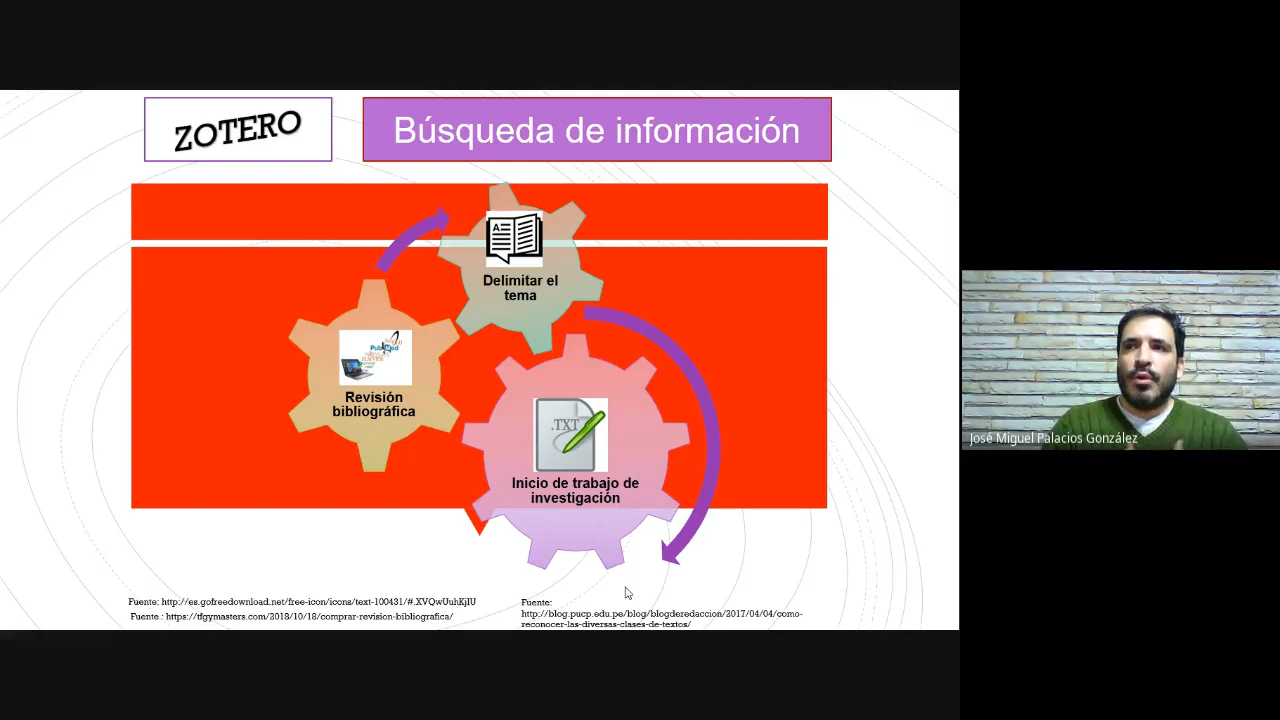 ZOTERO
Búsqueda de información
A
Delimitar el
tema
PubMed
Revisión
bibliográfica
.TXT
Inicio de trabajo de
investigación
José Miguel Palacios González
Fuente: http://es.gofreedownload.net/free-icon/icons/text-100431/#.XVQwUuhKjIU
Fuente : https://tfgymasters.com/2018/10/18/comprar-revision-bibliografica/
Fuente:
http://blog.pucp.edu.pe/blog/blogderedaccion/2017/04/04/como-
reconocer-las-diversas-clases-de-textos/